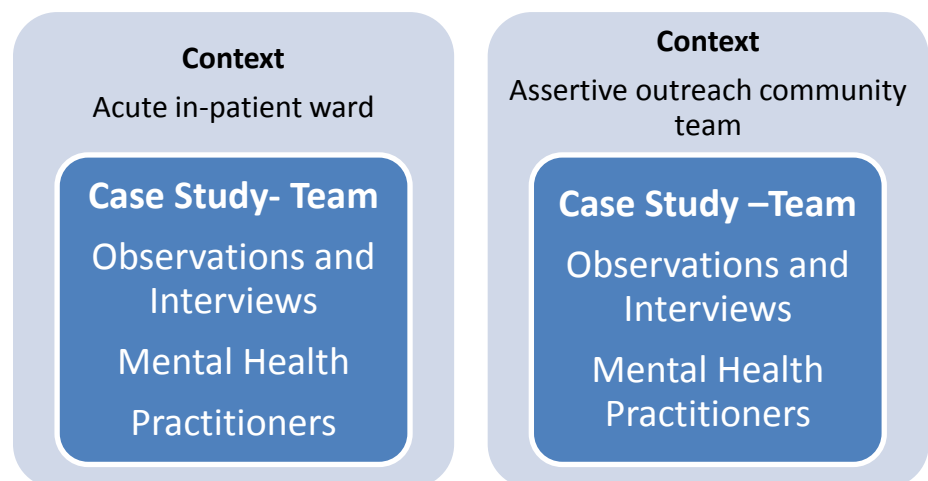 Context
Acute in-patient ward
Case Study- Team
Observations and
Interviews
Mental Health
Practitioners
Context
Assertive outreach community
team
Case Study –Team
Observations and
Interviews
Mental Health
Practitioners